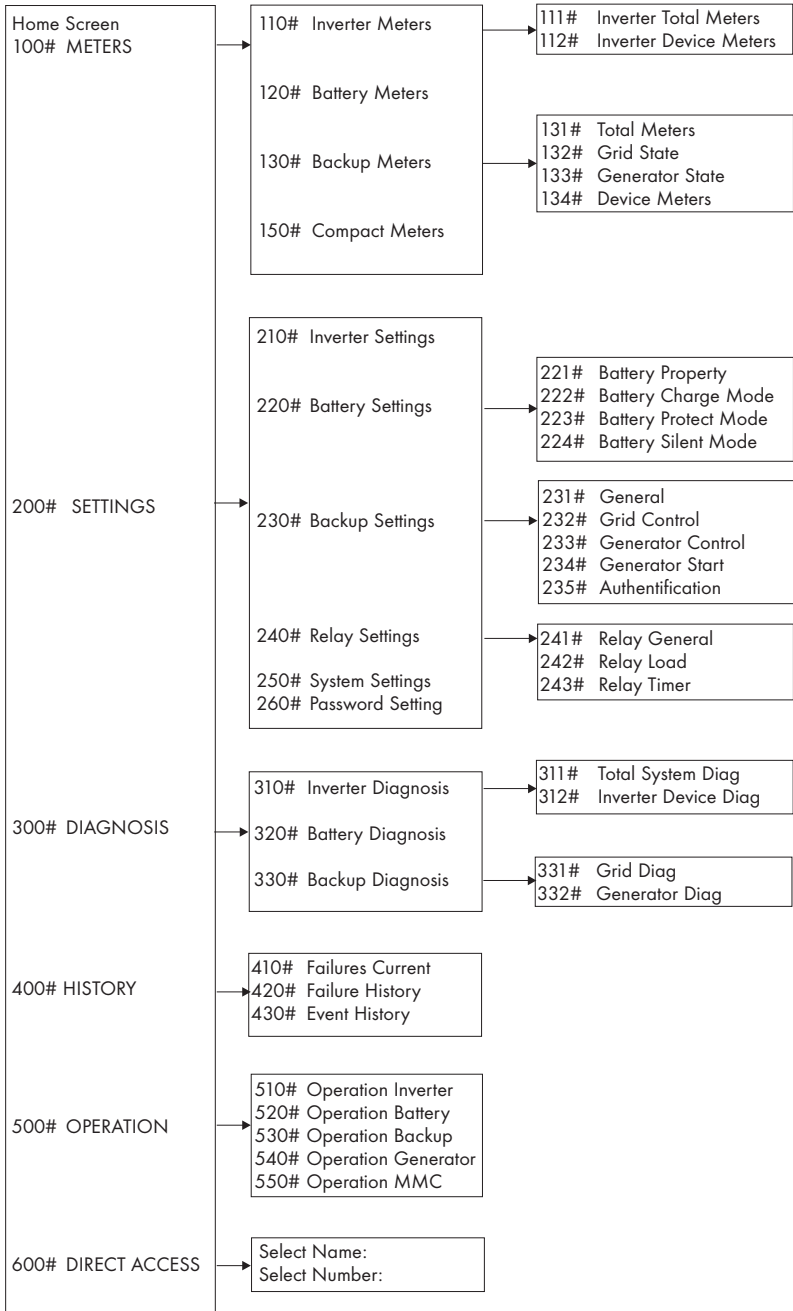 Home Screen
100# METERS
110# Inverter Meters
111# Inverter Total Meters
112# Inverter Device Meters
120# Battery Meters
130# Backup Meters
131# Total Meters
132# Grid State
133# Generator State
134# Device Meters
150# Compact Meters
200# SETTINGS
210# Inverter Settings
220# Battery Settings
221# Battery Property
222# Battery Charge Mode
223# Battery Protect Mode
224# Battery Silent Mode
230# Backup Settings
231# General
232# Grid Control
233# Generator Control
234# Generator Start
235# Authentification
240# Relay Settings
241# Relay General
242# Relay Load
243# Relay Timer
250# System Settings
260# Password Setting
300# DIAGNOSIS
310# Inverter Diagnosis
311# Total System Diag
312# Inverter Device Diag
320# Battery Diagnosis
330# Backup Diagnosis
331# Grid Diag
332# Generator Diag
400# HISTORY
410# Failures Current
420# Failure History
430# Event History
500# OPERATION
510# Operation Inverter
520# Operation Battery
530# Operation Backup
540# Operation Generator
550# Operation MMC
600# DIRECT ACCESS
Select Name:
Select Number: